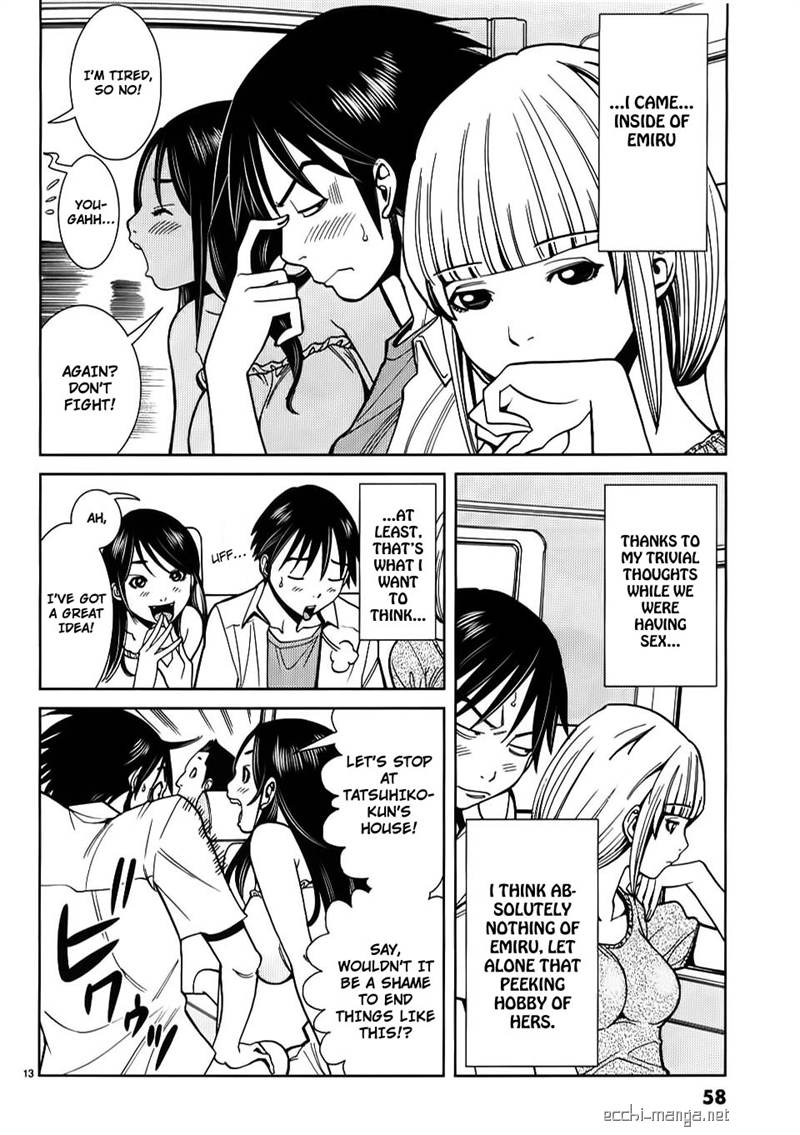 ...I CAME...
INSIDE OF
EMIRU
I'M TIRED,
SO NO!
YOU-
GAHH...
AGAIN?
DON'T
FIGHT!
THANKS TO
MY TRIVIAL
THOUGHTS
WHILE WE
WERE
HAVING
SEX...
I THINK AB-
SOLUTELY
NOTHING OF
EMIRU, LET
ALONE THAT
PEEKING
HOBBY OF
HERS.
...AT
LEAST,
THAT'S
WHAT I
WANT
TO
THINK...
UFF...
AH,
I'VE GOT
A GREAT
IDEA!
LET'S STOP
AT
TATSUHIKO-
KUN'S
HOUSE!
SAY,
WOULDN'T IT
BE A SHAME
TO END
THINGS LIKE
THIS!?
ビクウ
13
58
ecchi-manga.net